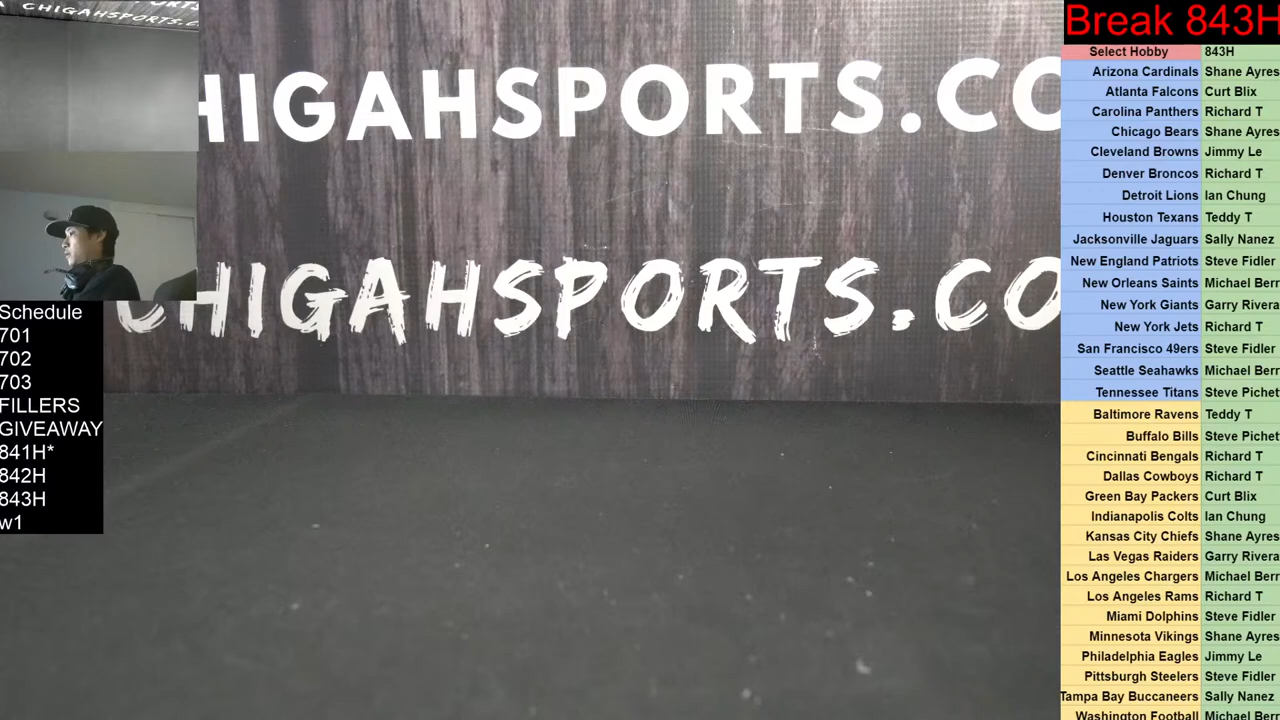 CHIGAHSPORTS.C
HIGAHSPORTS.CO
CHIGAHSPORTS.CO
Schedule
701
702
703
FILLERS
GIVEAWAY
841H*
842H
843H
w1
Break 843H
Select Hobby 843H
Arizona Cardinals Shane Ayres
Atlanta Falcons Curt Blix
Carolina Panthers Richard T
Chicago Bears Shane Ayres
Cleveland Browns Jimmy Le
Denver Broncos Richard T
Detroit Lions Ian Chung
Houston Texans Teddy T
Jacksonville Jaguars Sally Nanez
New England Patriots Steve Fidler
New Orleans Saints Michael Berr
New York Giants Garry Rivera
New York Jets Richard T
San Francisco 49ers Steve Fidler
Seattle Seahawks Michael Berr
Tennessee Titans Steve Pichet
Baltimore Ravens Teddy T
Buffalo Bills Steve Pichet
Cincinnati Bengals Richard T
Dallas Cowboys Richard T
Green Bay Packers Curt Blix
Indianapolis Colts Ian Chung
Kansas City Chiefs Shane Ayres
Las Vegas Raiders Garry Rivera
Los Angeles Chargers Michael Berr
Los Angeles Rams Richard T
Miami Dolphins Steve Fidler
Minnesota Vikings Shane Ayres
Philadelphia Eagles Jimmy Le
Pittsburgh Steelers Steve Fidler
Tampa Bay Buccaneers Sally Nanez
Washington Football Michael Berr